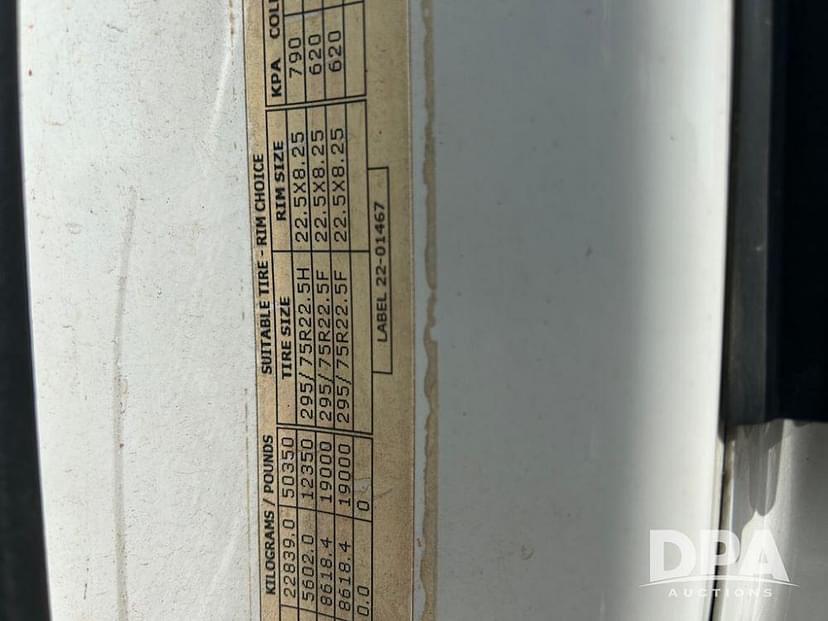 KILOGRAMS / POUNDS SUITABLE TIRE - RIM CHOICE
22839.0 50350 TIRE SIZE RIM SIZE KPA
5602.0 12350 295/75R22.5H 22.5X8.25 790
8618.4 19000 295/75R22.5F 22.5X8.25 620
8618.4 19000 295/75R22.5F 22.5X8.25 620
0.0 0
LABEL 22-01467
DPA
AUCTIONS